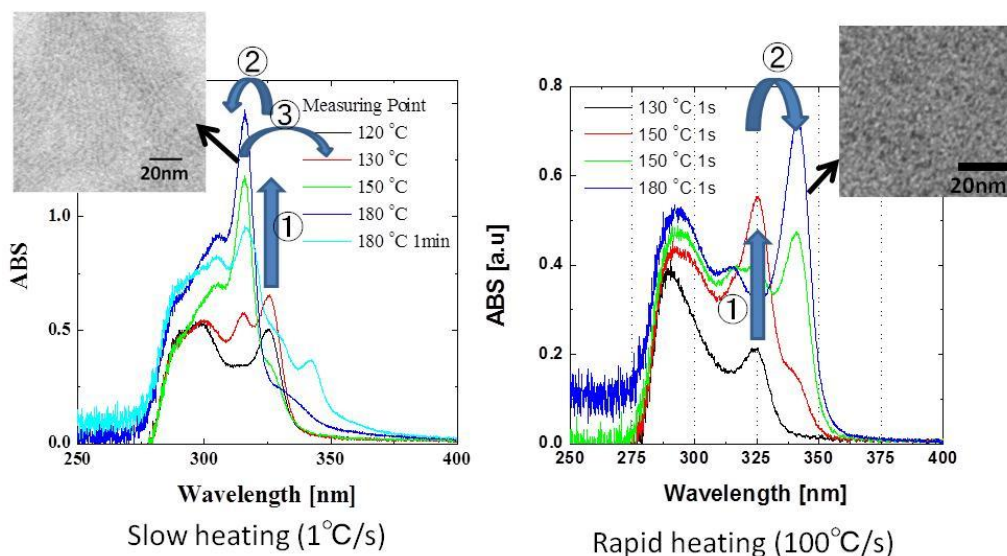 20nm
②
③
①
Measuring Point
120 °C
130 °C
150 °C
180 °C
180 °C 1min
ABS
1.0
0.5
0.0
250 300 350 400
Wavelength [nm]
Slow heating (1°C/s)
20nm
②
①
130 °C 1s
150 °C 1s
150 °C 1s
180 °C 1s
ABS [a.u]
0.8
0.6
0.4
0.2
0.0
250 275 300 325 350 375 400
Wavelength [nm]
Rapid heating (100°C/s)